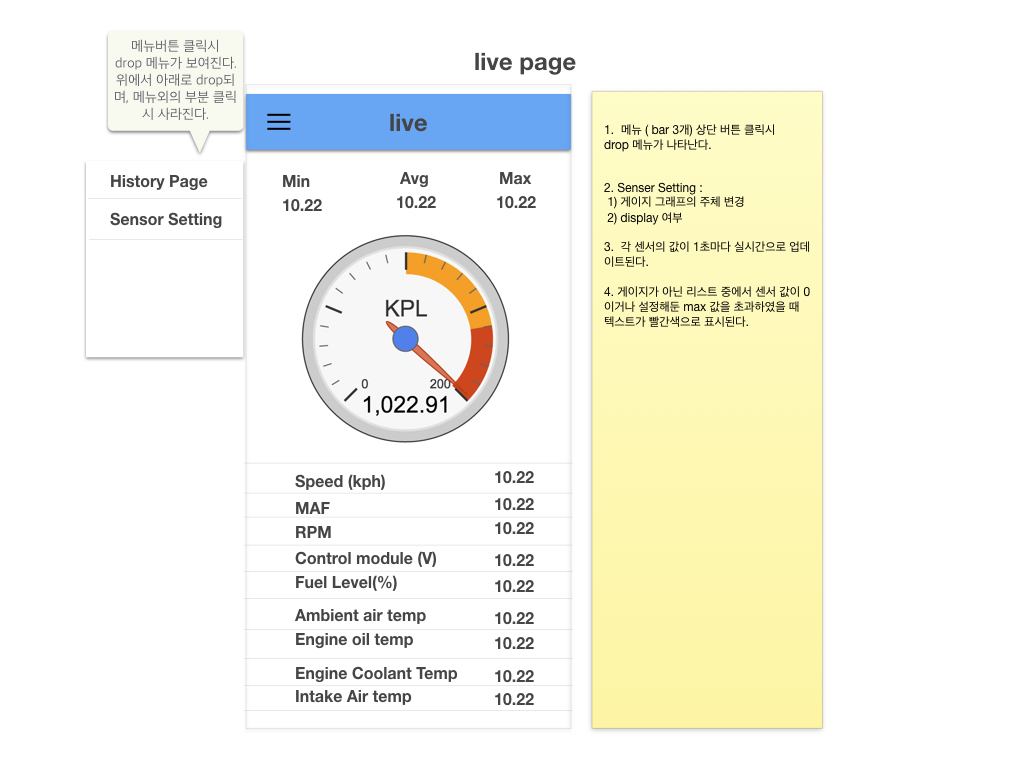 메뉴버튼 클릭시
drop 메뉴가 보여진다.
위에서 아래로 drop되
며, 메뉴외의 부분 클릭
시 사라진다.
History Page
Sensor Setting
live page
live
Min
Avg
Max
10.22
10.22
10.22
KPL
0
200
1,022.91
Speed (kph) 10.22
MAF 10.22
RPM 10.22
Control module (V) 10.22
Fuel Level(%) 10.22
Ambient air temp 10.22
Engine oil temp 10.22
Engine Coolant Temp 10.22
Intake Air temp 10.22
1. 메뉴 ( bar 3개) 상단 버튼 클릭시
drop 메뉴가 나타난다.
2. Senser Setting :
1) 게이지 그래프의 주체 변경
2) display 여부
3. 각 센서의 값이 1초마다 실시간으로 업데
이트된다.
4. 게이지가 아닌 리스트 중에서 센서 값이 0
이거나 설정해둔 max 값을 초과하였을 때
텍스트가 빨간색으로 표시된다.